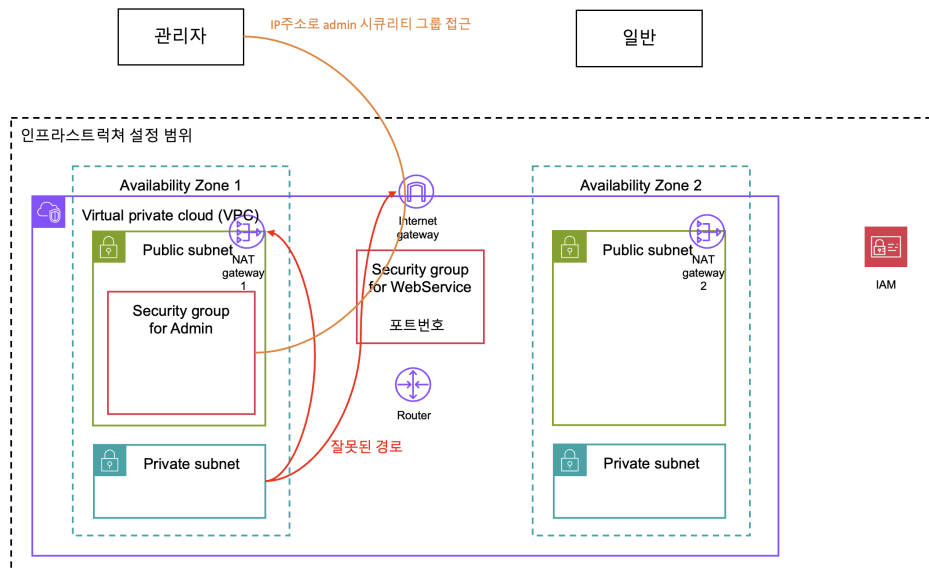 IP주소로 admin 시큐리티 그룹 접근
관리자
일반
인프라스트럭쳐 설정 범위
Availability Zone 1
Availability Zone 2
Virtual private cloud (VPC)
Internet
gateway
Public subnet
NAT
gateway
1
Security group
for WebService
포트번호
Public subnet
NAT
gateway
2
IAM
Security group
for Admin
Router
잘못된 경로
Private subnet
Private subnet